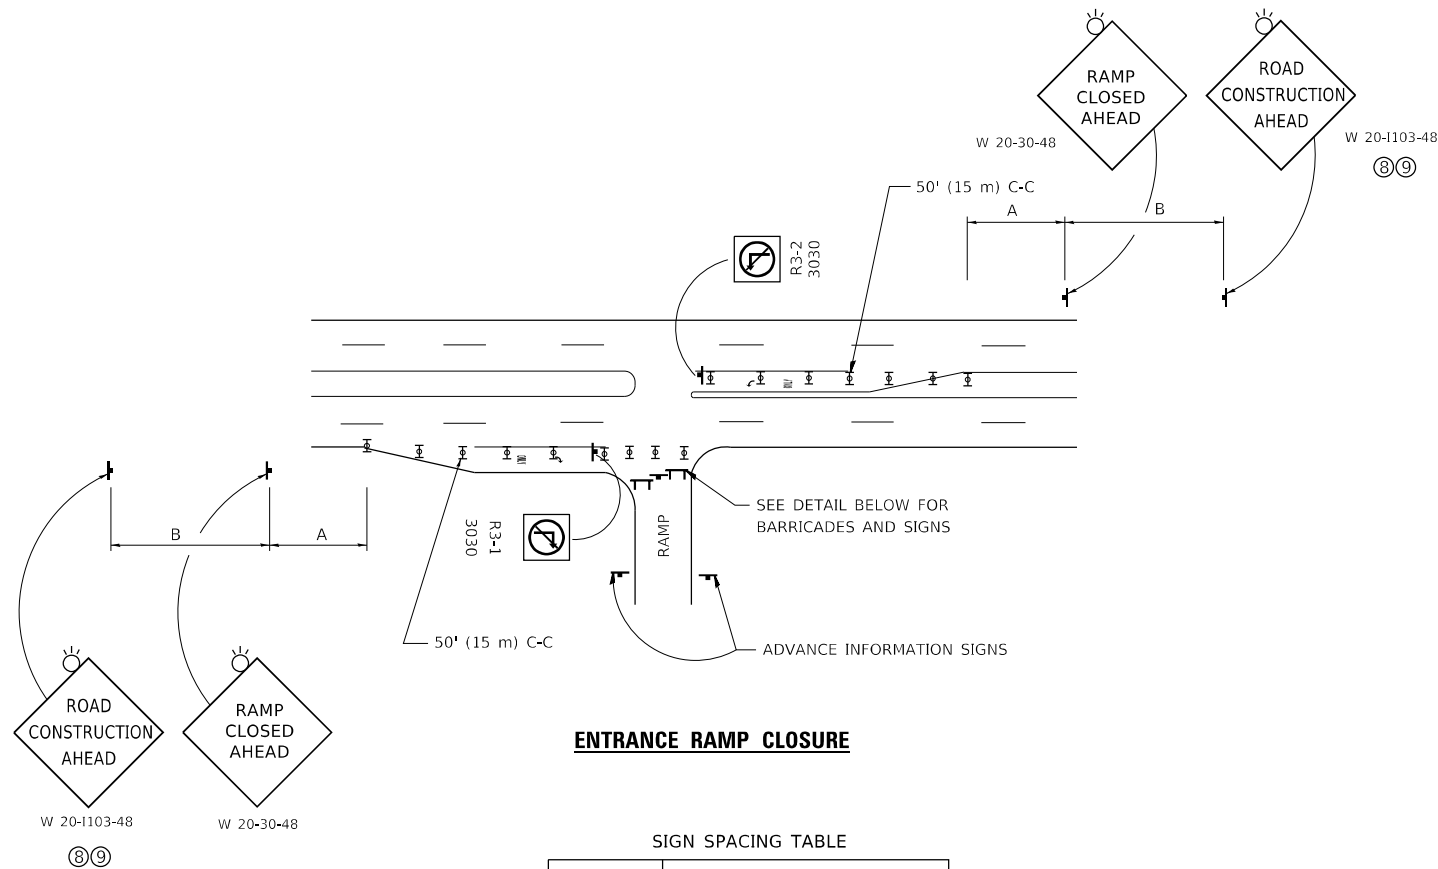 RAMP
CLOSED
AHEAD
W 20-30-48
ROAD
CONSTRUCTION
AHEAD
W 20-I103-48
⑧⑨
50' (15 m) C-C
A
B
R3-2
3030
ONLY
ONLY
B
A
R3-1
3030
RAMP
SEE DETAIL BELOW FOR
BARRICADES AND SIGNS
50' (15 m) C-C
ADVANCE INFORMATION SIGNS
ROAD
CONSTRUCTION
AHEAD
W 20-I103-48
⑧⑨
RAMP
CLOSED
AHEAD
W 20-30-48
ENTRANCE RAMP CLOSURE
SIGN SPACING TABLE